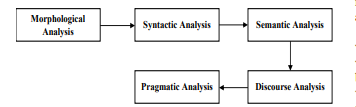 Morphological
Analysis
Syntactic Analysis
Semantic Analysis
Discourse Analysis
Pragmatic Analysis